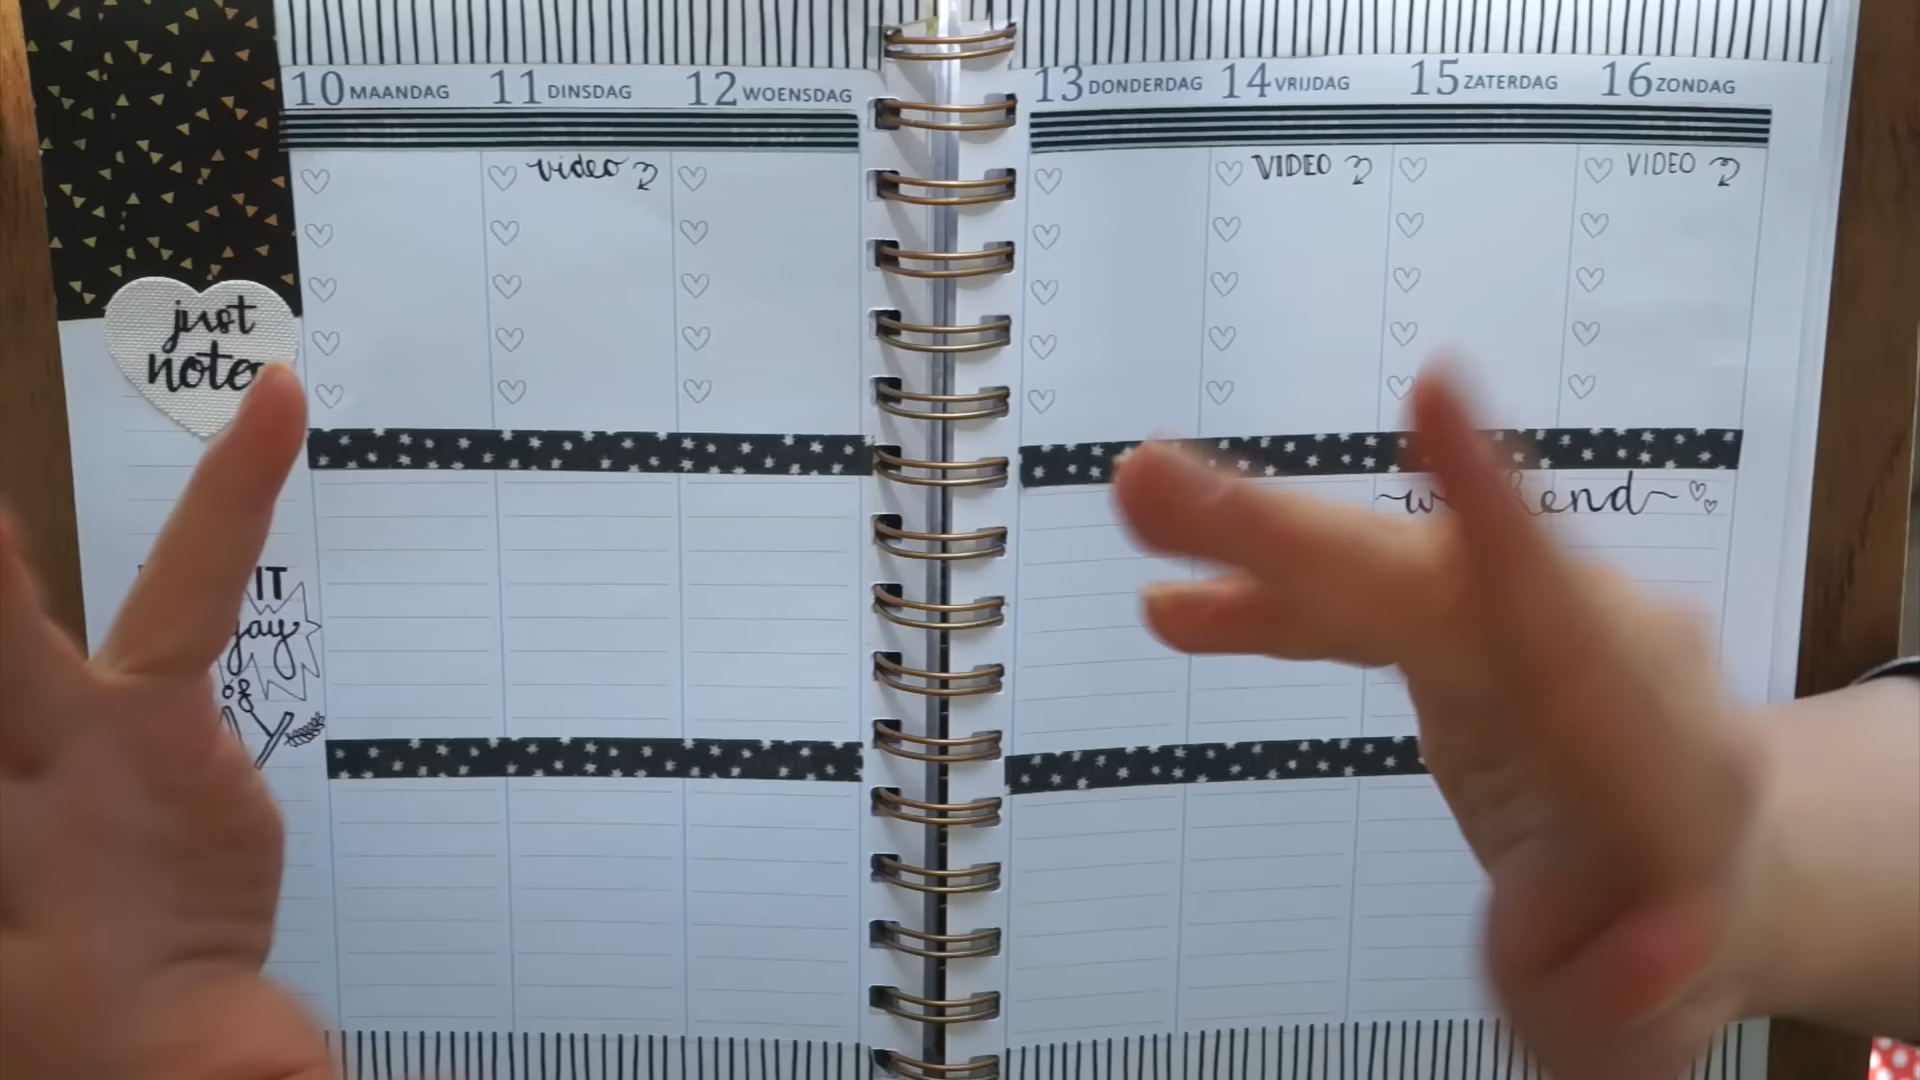 10 MAANDAG 11 DINSDAG 12 WOENSDAG
13 DONDERDAG 14 VRIJDAG 15 ZATERDAG 16 ZONDAG
video
VIDEO
VIDEO
just
IT
of